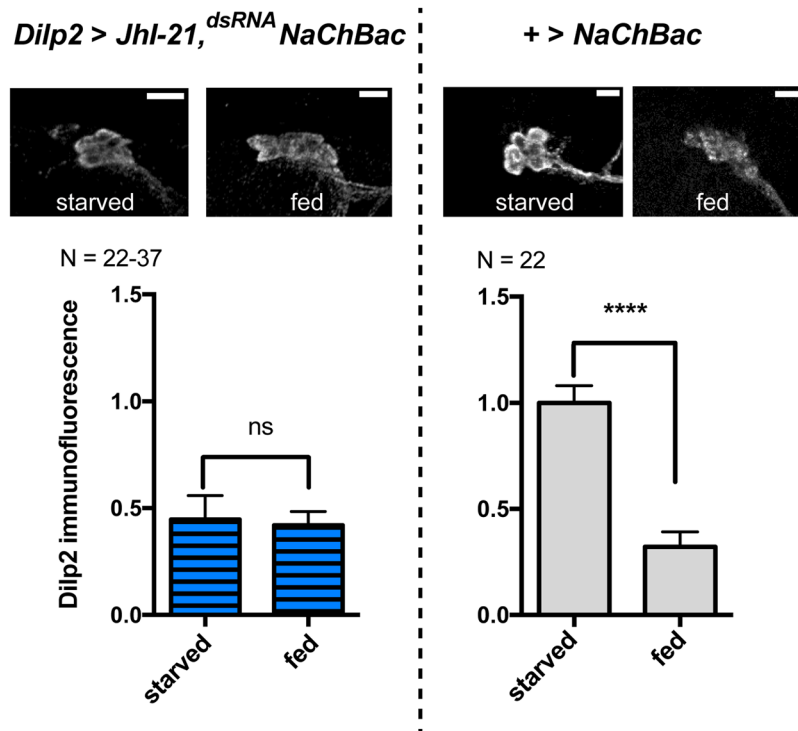 Dilp2 > JhI-21,dsRNA NaChBac
starved
fed
N = 22-37
Dilp2 immunofluorescence
1.5
1.0
0.5
0.0
ns
starved
fed
+ > NaChBac
starved
fed
N = 22
1.5
1.0
0.5
0.0
****
starved
fed